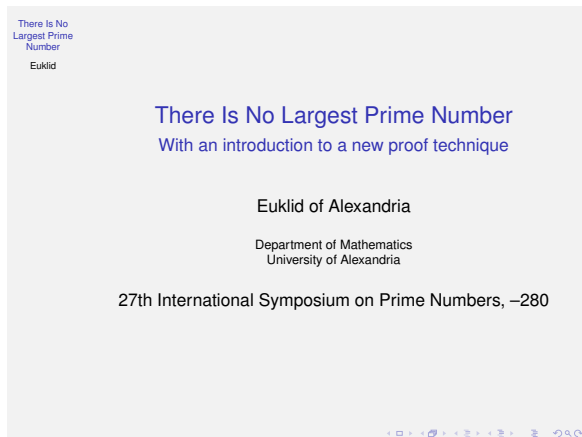 There Is No
Largest Prime
Number
Euklid
There Is No Largest Prime Number
With an introduction to a new proof technique
Euklid of Alexandria
Department of Mathematics
University of Alexandria
27th International Symposium on Prime Numbers, –280